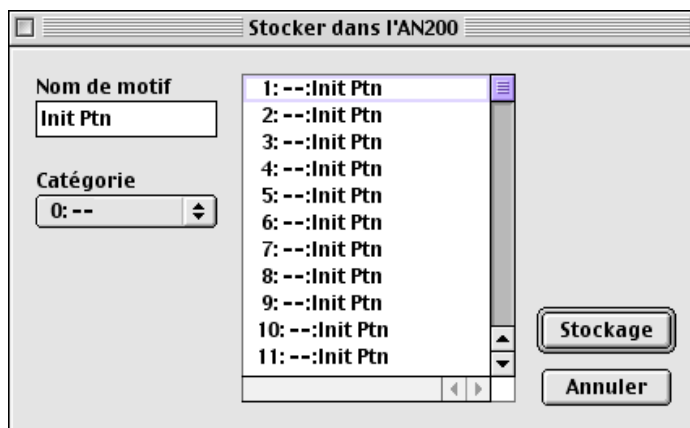 Stocker dans l'AN200
Nom de motif
Init Ptn
Catégorie
0: --
1: --:Init Ptn
2: --:Init Ptn
3: --:Init Ptn
4: --:Init Ptn
5: --:Init Ptn
6: --:Init Ptn
7: --:Init Ptn
8: --:Init Ptn
9: --:Init Ptn
10: --:Init Ptn
11: --:Init Ptn
Stockage
Annuler